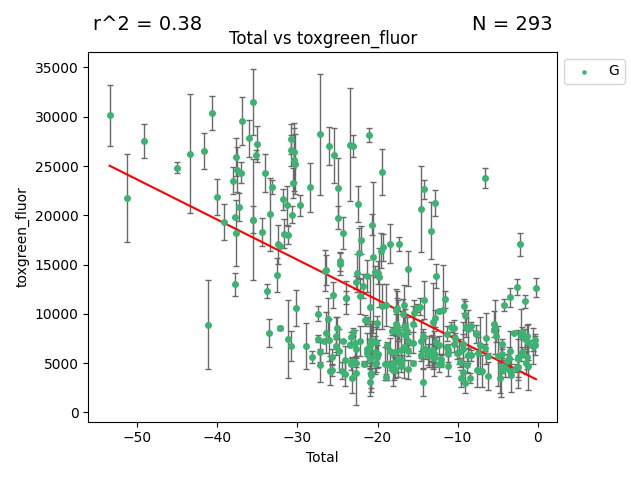 r^2 = 0.38
N = 293
Total vs toxgreen_fluor
G
35000
30000
25000
20000
15000
10000
5000
0
toxgreen_fluor
−50 −40 −30 −20 −10 0
Total